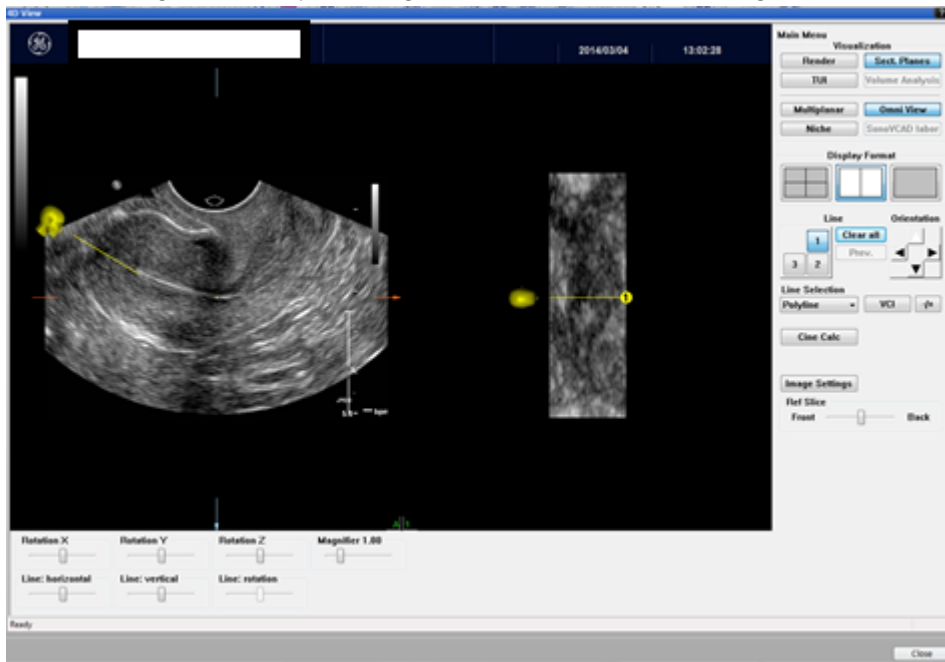 4D View
?
GE
2014/03/04 13:02:28
Main Menu
Visualization
Render Sect. Planes
TUI Volume Analysis
Multiplanar Omni View
Niche SonoVCAD labor
Display Format
Line Orientation
1 Clear all
3 2 Prev.
Line Selection
Polyline VCI
Cine Calc
Image Settings
Ref Slice
Front Back
1
Rotation X Rotation Y Rotation Z Magnifier 1.00
Line: horizontal Line: vertical Line: rotation
Ready
Close